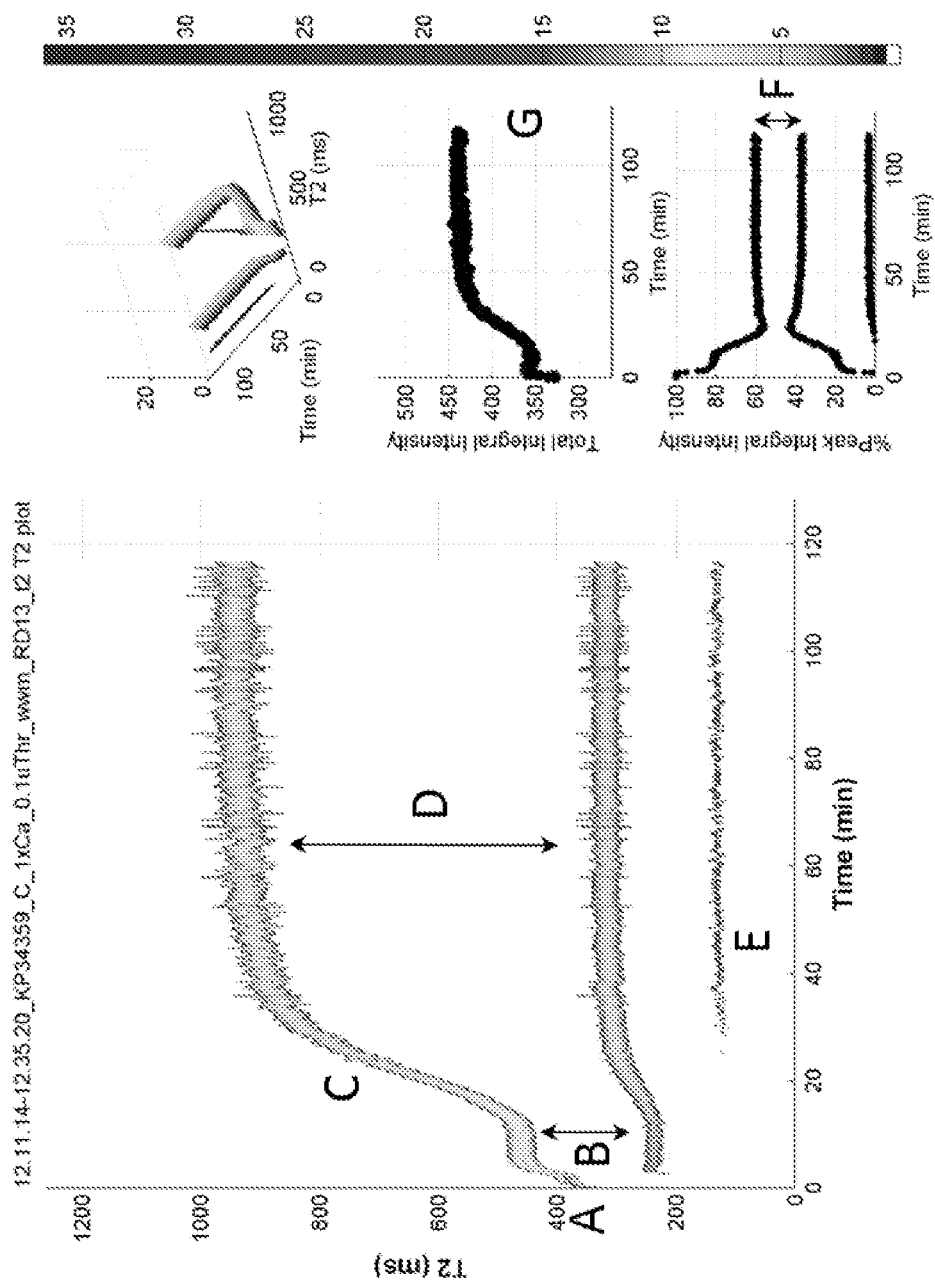 12.11.14-12.35.20_KP34359_C_1xCa_0.1uThr_wwm_RD13_t2 T2 plot
1200
1000
800
600
400
200
0
T2 (ms)
0
20
40
60
80
100
120
Time (min)
A
B
C
D
E
20
0
0
50
100
Time (min)
0
500
1000
T2 (ms)
500
450
400
350
300
Total Integral Intensity
0
50
100
Time (min)
G
100
80
60
40
20
0
%Peak Integral Intensity
0
50
100
Time (min)
F
35
30
25
20
15
10
5